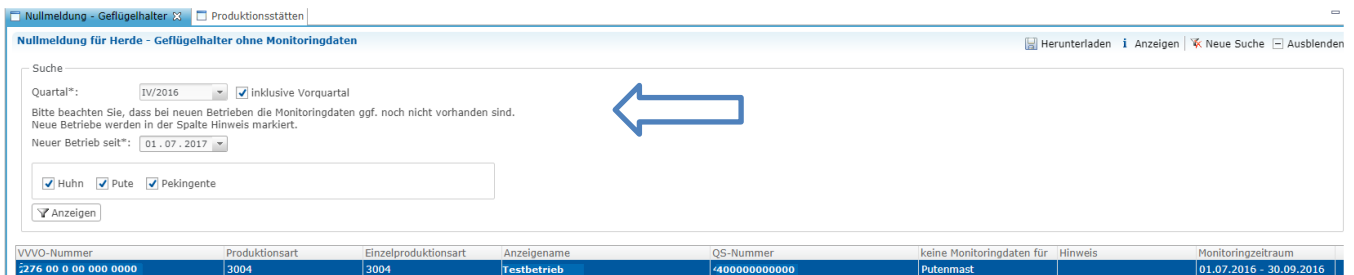 Nullmeldung - Geflügelhalter Produktionsstätten
Nullmeldung für Herde - Geflügelhalter ohne Monitoringdaten Herunterladen i Anzeigen Neue Suche Ausblenden
Suche
Quartal*: IV/2016 inklusive Vorquartal
Bitte beachten Sie, dass bei neuen Betrieben die Monitoringdaten ggf. noch nicht vorhanden sind.
Neue Betriebe werden in der Spalte Hinweis markiert.
Neuer Betrieb seit*: 01.07.2017
Huhn Pute Pekingente
Anzeigen
VVVO-Nummer Produktionsart Einzelproduktionsart Anzeigename QS-Nummer keine Monitoringdaten für Hinweis Monitoringzeitraum
276 00 0 00 000 0000 3004 3004 Testbetrieb 400000000000 Putenmast 01.07.2016 - 30.09.2016